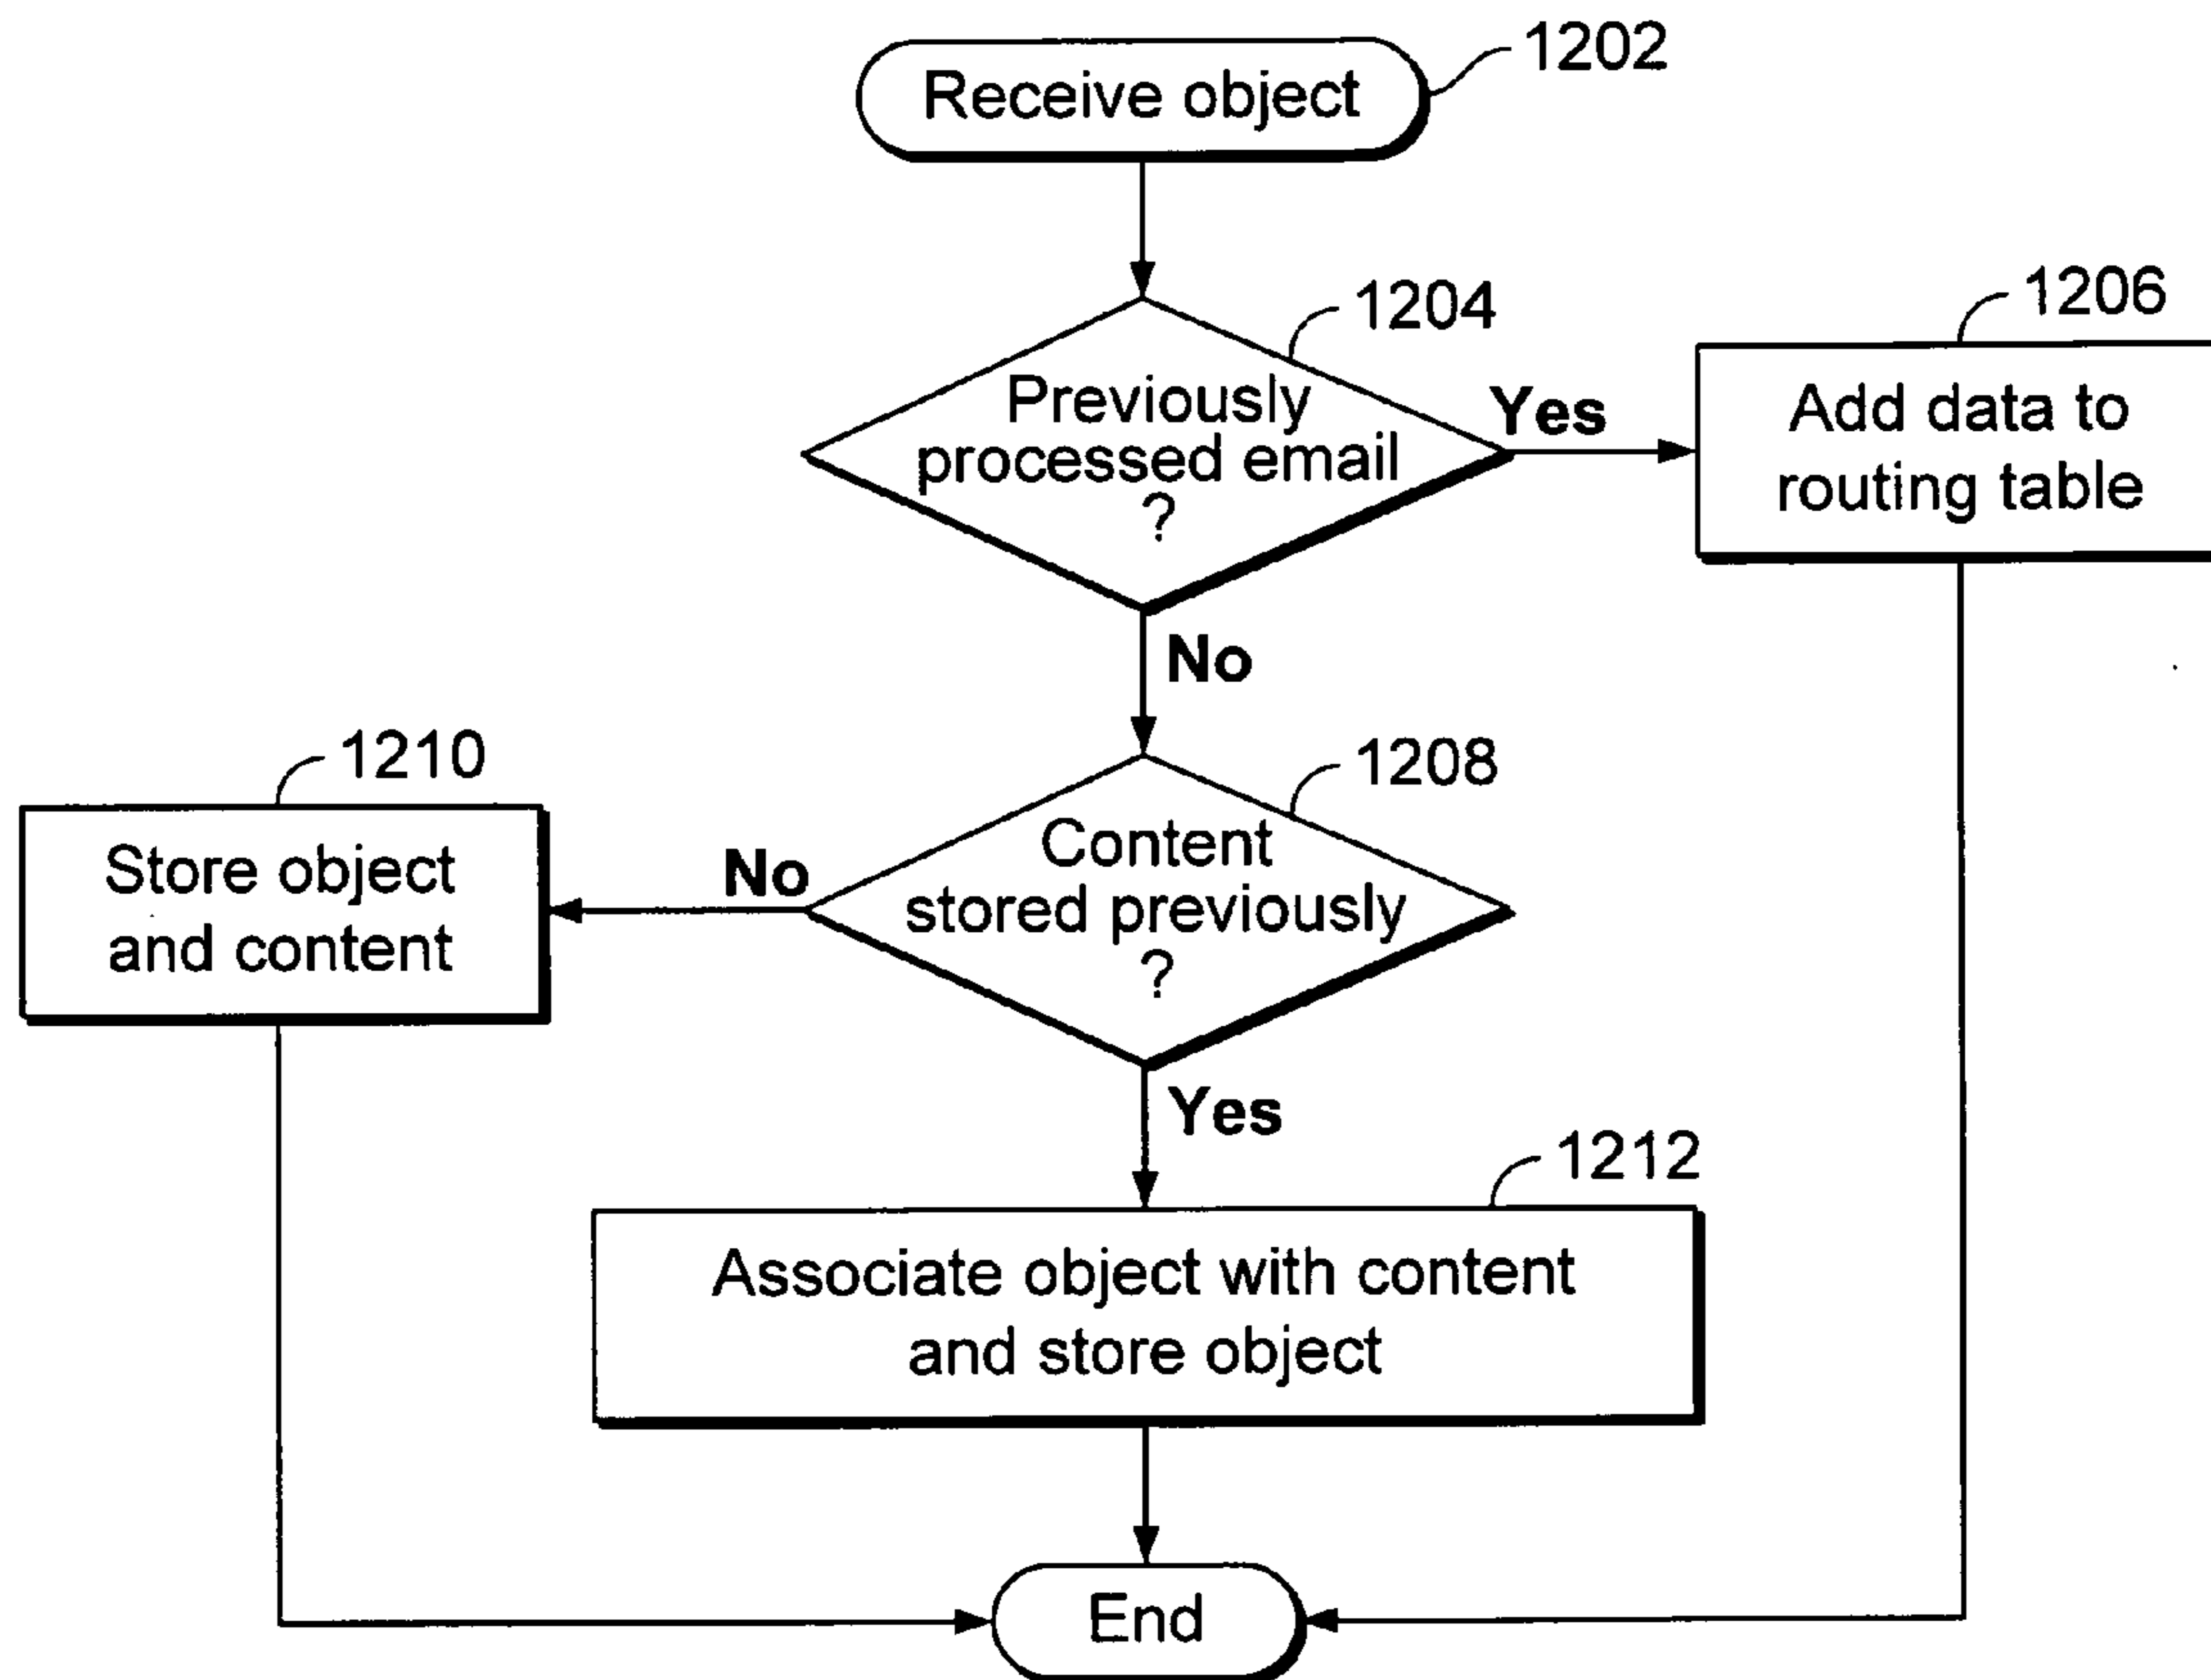 Receive object
1202
1204
Previously
processed email
?
Yes
1206
Add data to
routing table
No
1208
Content
stored previously
?
No
1210
Store object
and content
Yes
1212
Associate object with content
and store object
End